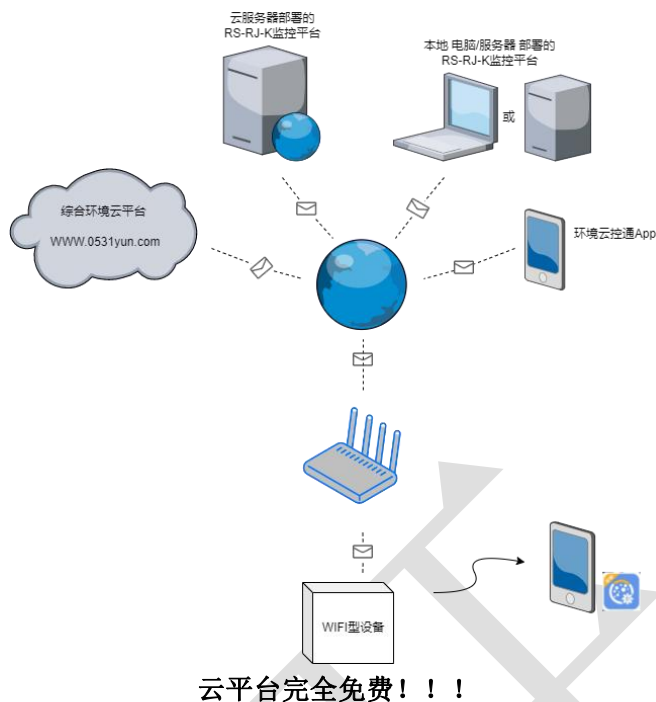 云服务器部署的
RS-RJ-K监控平台
本地 电脑/服务器 部署的
RS-RJ-K监控平台
或
综合环境云平台
WWW.0531yun.com
环境云控通App
WIFI型设备
云平台完全免费！！！